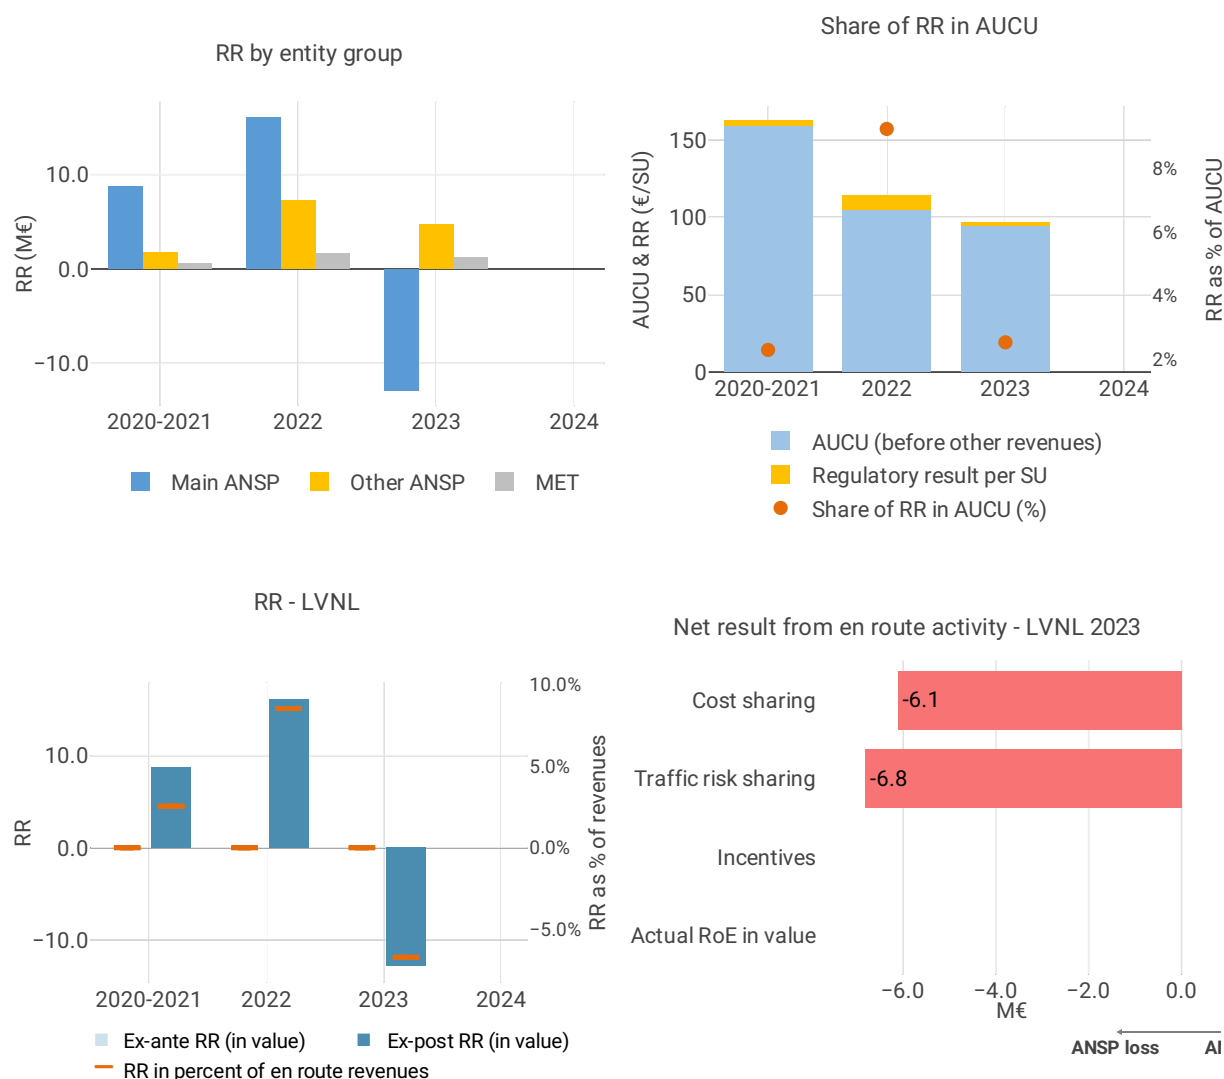 RR by entity group
RR (M€)
10.0
0.0
−10.0
2020-2021
2022
2023
2024
Main ANSP
Other ANSP
MET
Share of RR in AUCU
AUCU & RR (€/SU)
150
100
50
0
8%
6%
4%
2%
RR as % of AUCU
2020-2021
2022
2023
2024
AUCU (before other revenues)
Regulatory result per SU
Share of RR in AUCU (%)
RR - LVNL
RR
10.0
0.0
−10.0
10.0%
5.0%
0.0%
−5.0%
RR as % of revenues
2020-2021
2022
2023
2024
Ex-ante RR (in value)
Ex-post RR (in value)
RR in percent of en route revenues
Net result from en route activity - LVNL 2023
Cost sharing
-6.1
Traffic risk sharing
-6.8
Incentives
Actual RoE in value
−6.0
−4.0
−2.0
0.0
M€
ANSP loss